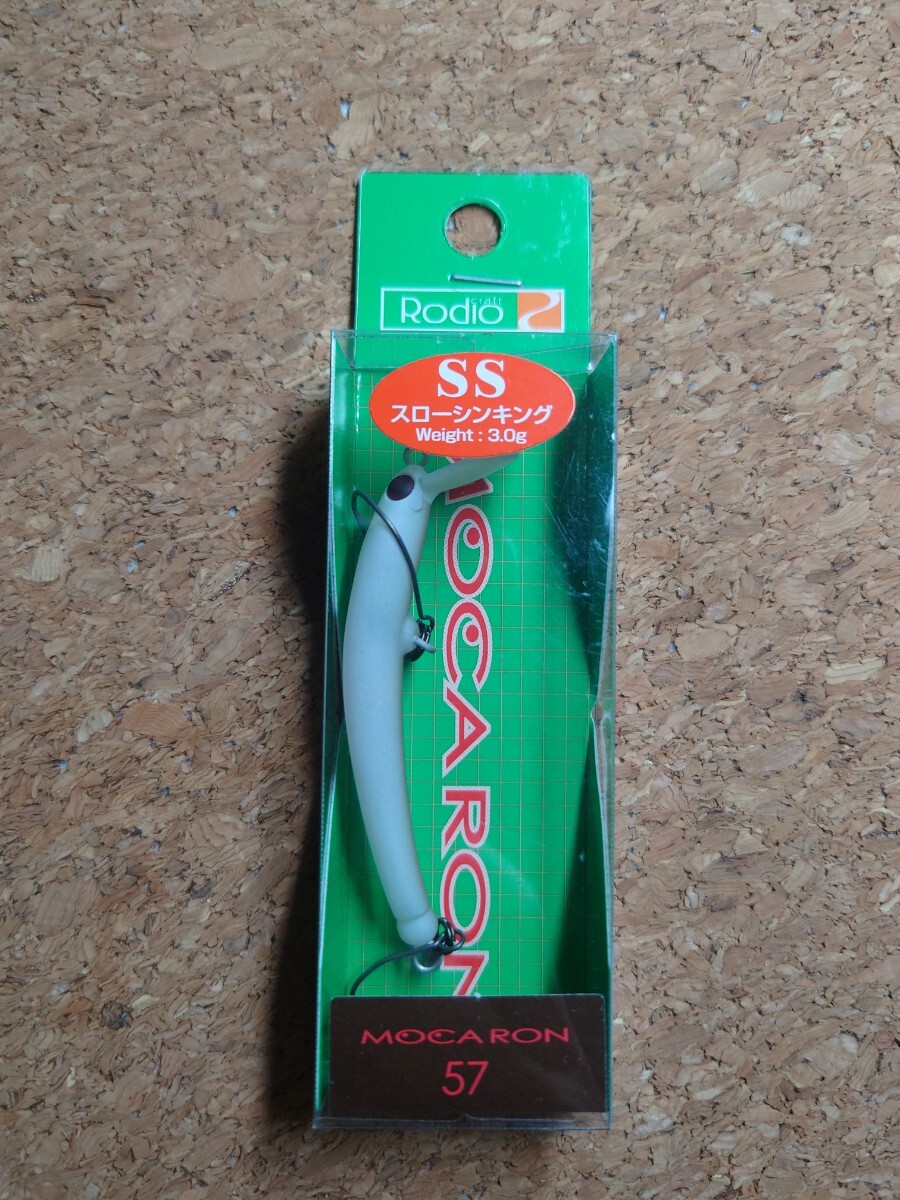 Rodio craft
SS
スローシンキング
Weight : 3.0g
MOCARON
MOCARON
57